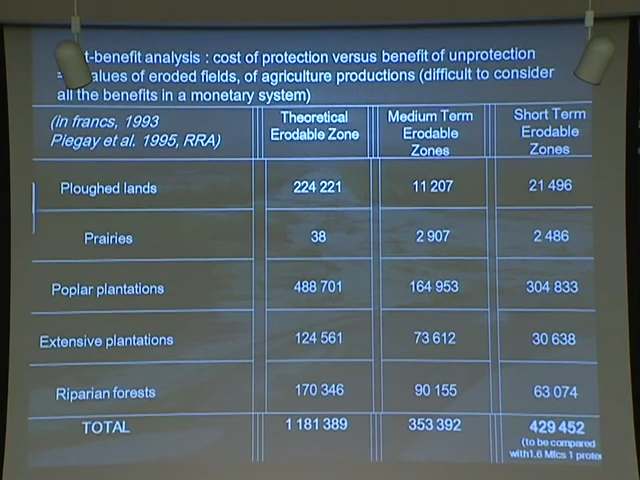 t-benefit analysis : cost of protection versus benefit of unprotection
alues of eroded fields, of agriculture productions (difficult to consider
all the benefits in a monetary system)
(in francs, 1993
Piegay et al. 1995, RRA)
Theoretical
Erodable Zone
Medium Term
Erodable
Zones
Short Term
Erodable
Zones
Ploughed lands 224 221 11 207 21 496
Prairies 38 2 907 2 486
Poplar plantations 488 701 164 953 304 833
Extensive plantations 124 561 73 612 30 638
Riparian forests 170 346 90 155 63 074
TOTAL 1 181 389 353 392 429 452
(to be compared
with1.6 Mfcs 1 protec